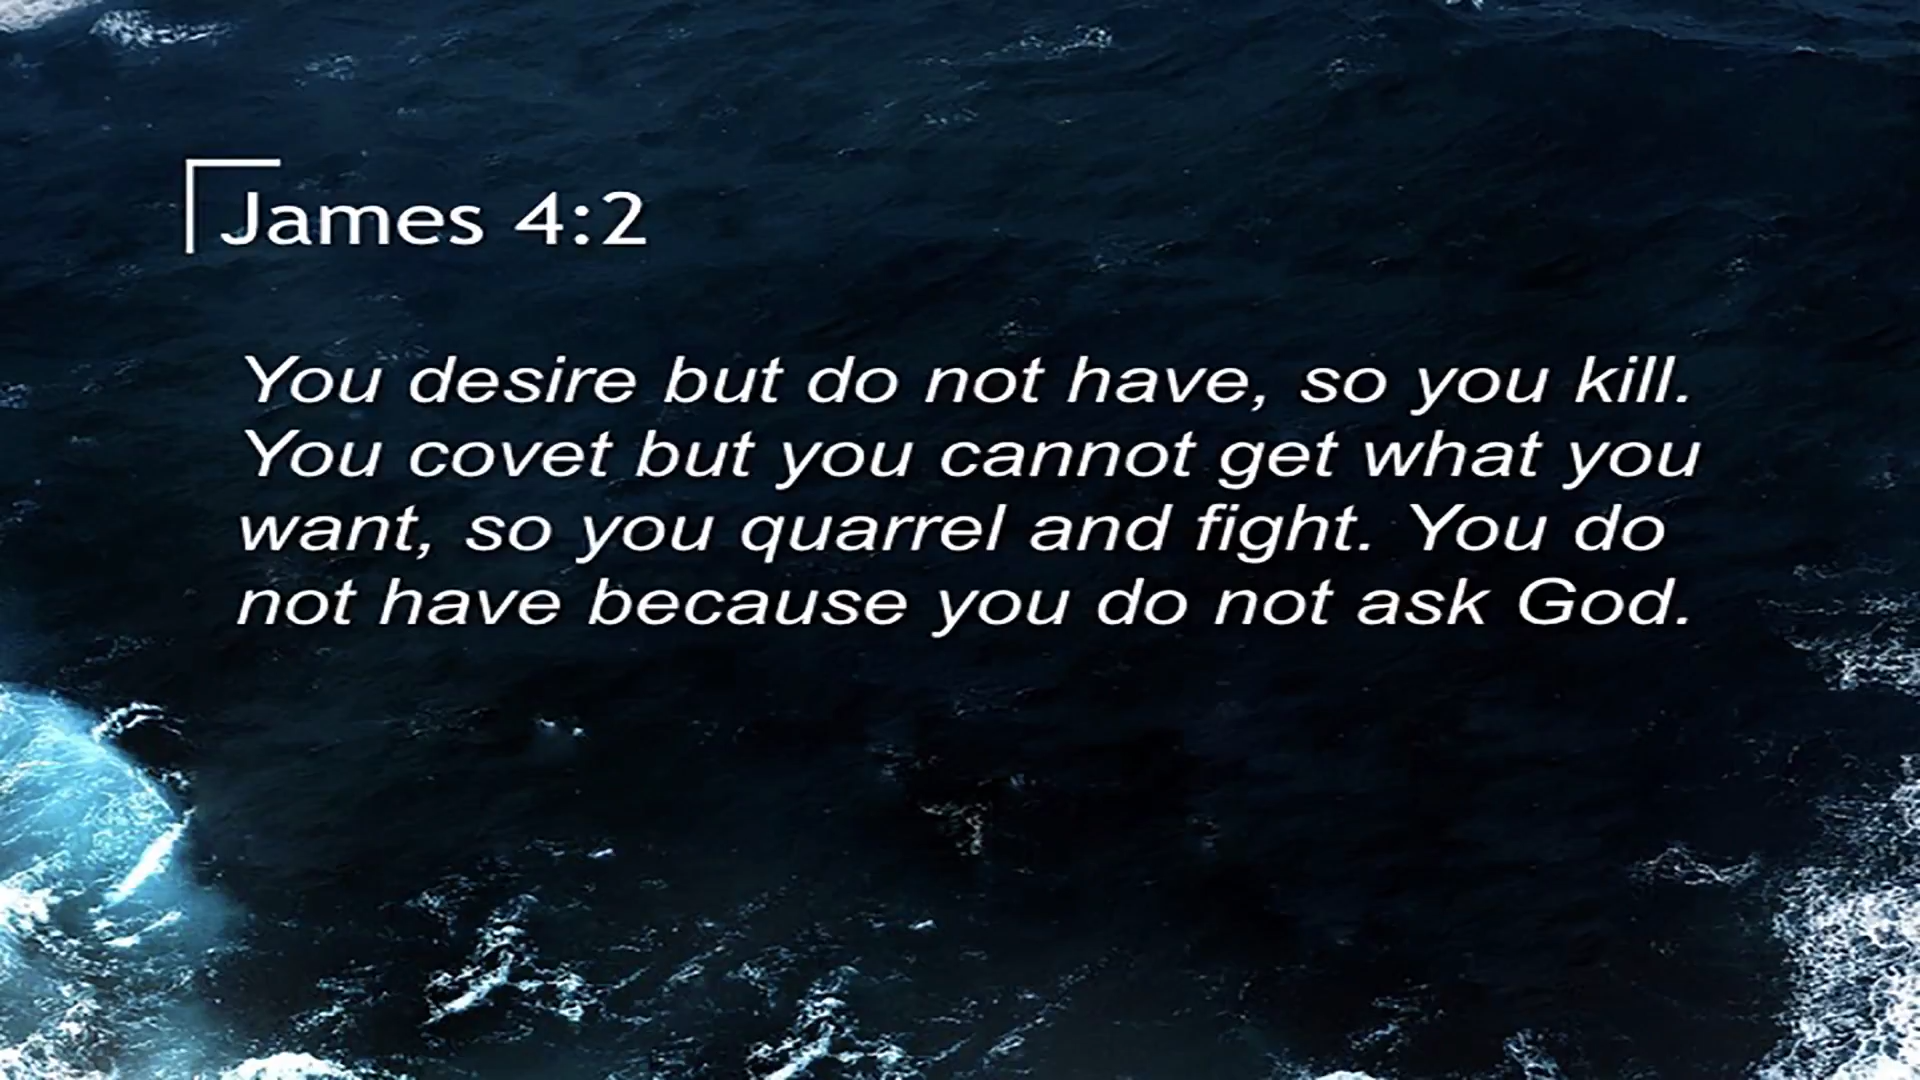 James 4:2
You desire but do not have, so you kill.
You covet but you cannot get what you
want, so you quarrel and fight. You do
not have because you do not ask God.